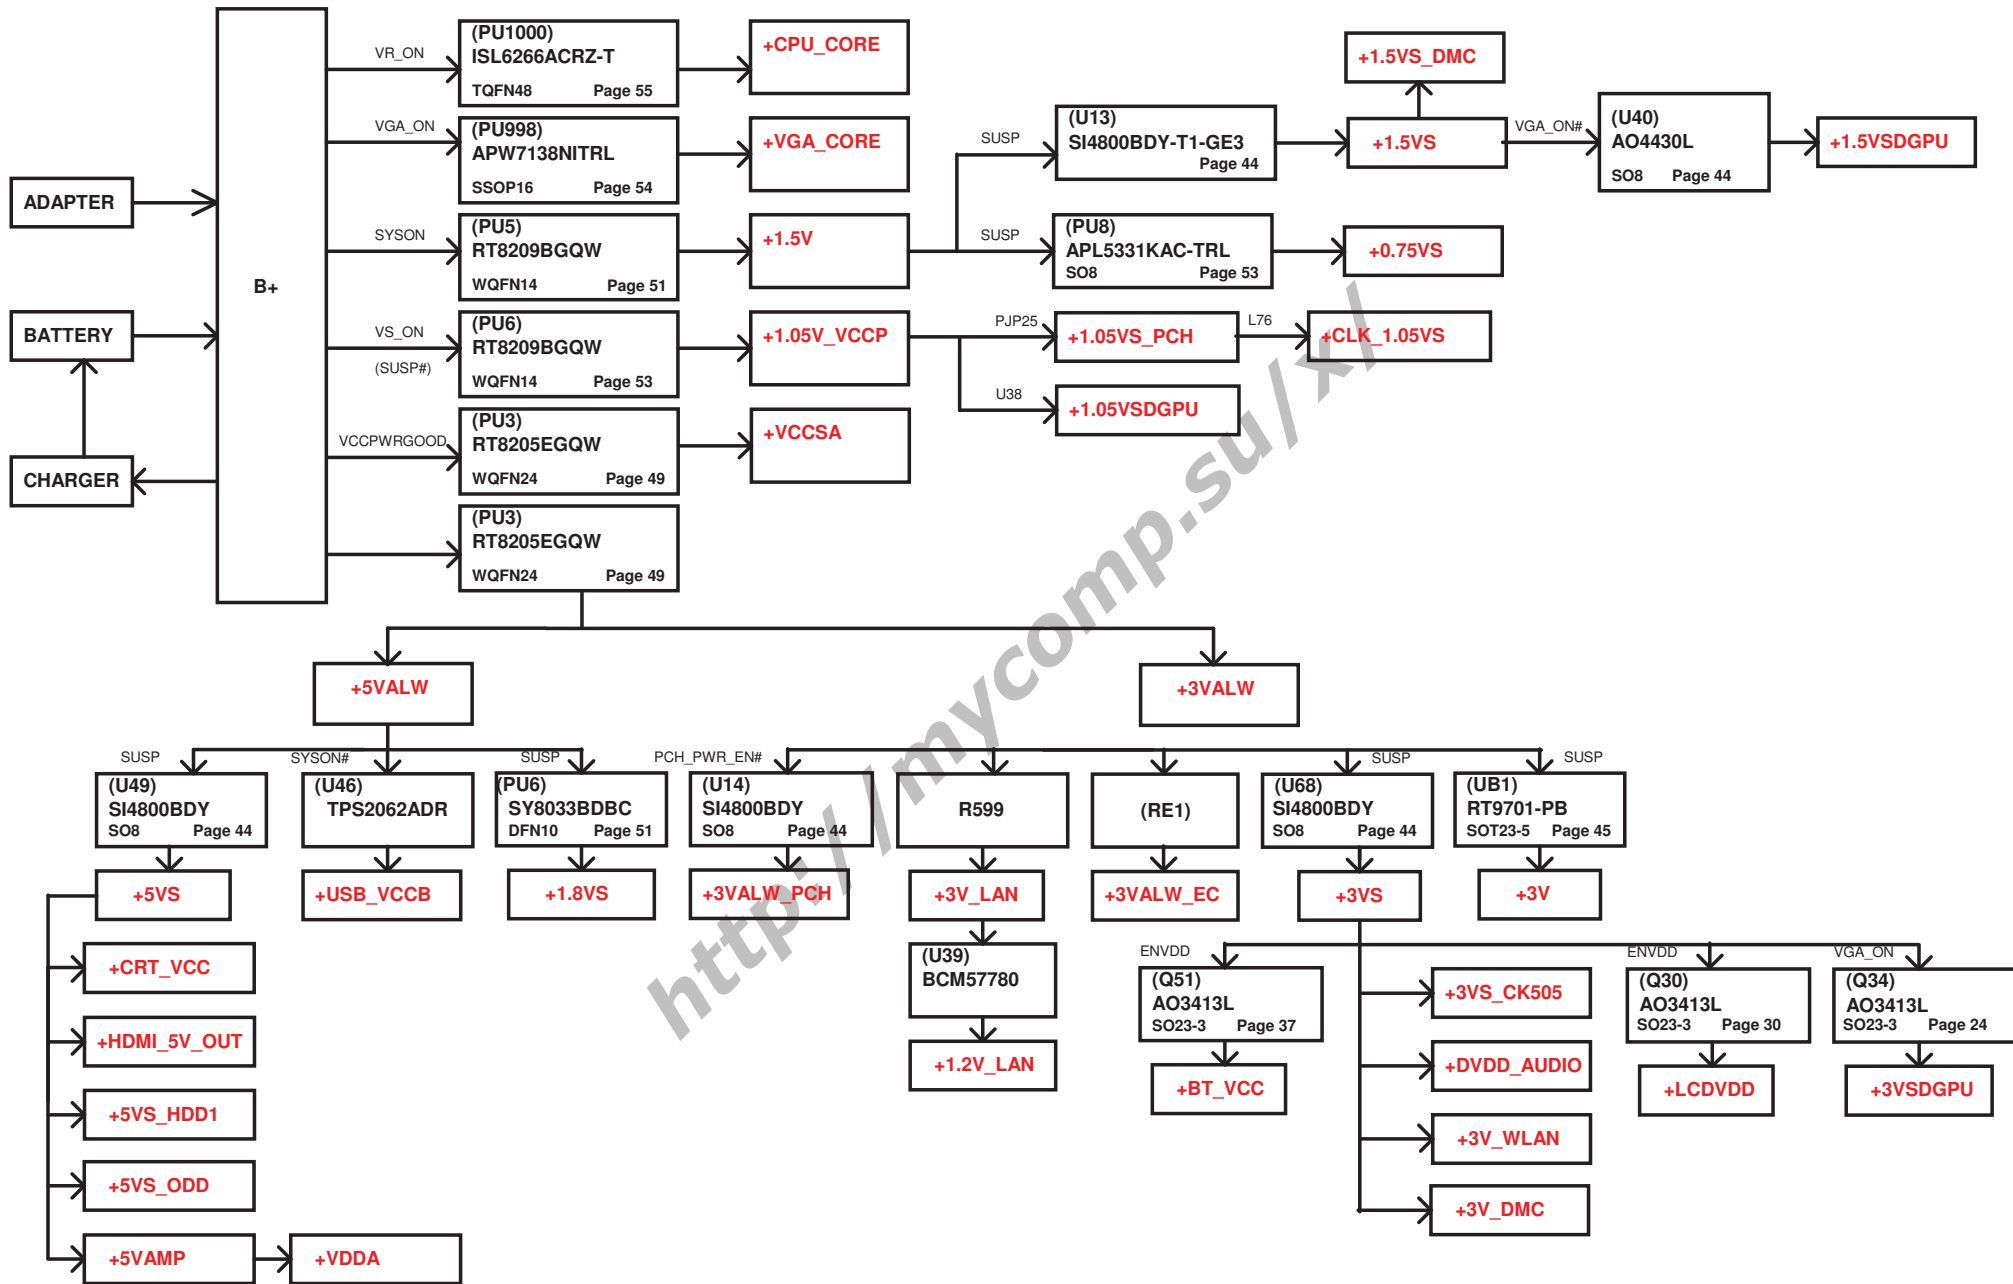 ADAPTER
BATTERY
CHARGER
B+
VR_ON
(PU1000)
ISL6266ACRZ-T
TQFN48 Page 55
+CPU_CORE
VGA_ON
(PU998)
APW7138NITRL
SSOP16 Page 54
+VGA_CORE
SYSON
(PU5)
RT8209BGQW
WQFN14 Page 51
+1.5V
SUSP
(U13)
SI4800BDY-T1-GE3
Page 44
+1.5VS_DMC
+1.5VS
VGA_ON#
(U40)
AO4430L
SO8 Page 44
+1.5VSDGPU
SUSP
(PU8)
APL5331KAC-TRL
SO8 Page 53
+0.75VS
VS_ON
(SUSP#)
(PU6)
RT8209BGQW
WQFN14 Page 53
+1.05V_VCCP
PJP25
+1.05VS_PCH
L76
+CLK_1.05VS
U38
+1.05VSDGPU
VCCPWRGOOD
(PU3)
RT8205EGQW
WQFN24 Page 49
+VCCSA
(PU3)
RT8205EGQW
WQFN24 Page 49
+5VALW
+3VALW
SUSP
(U49)
SI4800BDY
SO8 Page 44
+5VS
SYSON#
(U46)
TPS2062ADR
+USB_VCCB
SUSP
(PU6)
SY8033BDBC
DFN10 Page 51
+1.8VS
PCH_PWR_EN#
(U14)
SI4800BDY
SO8 Page 44
+3VALW_PCH
R599
+3V_LAN
(U39)
BCM57780
+1.2V_LAN
(RE1)
+3VALW_EC
SUSP
(U68)
SI4800BDY
SO8 Page 44
+3VS
SUSP
(UB1)
RT9701-PB
SOT23-5 Page 45
+3V
+CRT_VCC
+HDMI_5V_OUT
+5VS_HDD1
+5VS_ODD
+5VAMP
+VDDA
ENVDD
(Q51)
AO3413L
SO23-3 Page 37
+BT_VCC
+3VS_CK505
+DVDD_AUDIO
+3V_WLAN
+3V_DMC
ENVDD
(Q30)
AO3413L
SO23-3 Page 30
+LCDVDD
VGA_ON
(Q34)
AO3413L
SO23-3 Page 24
+3VSDGPU
http://mycomp.su/x/